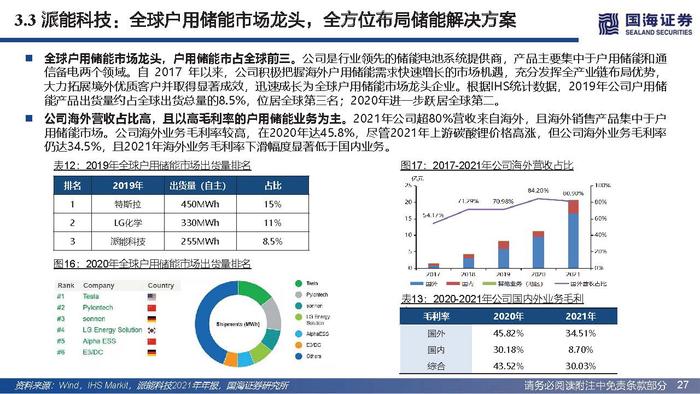 3.3 派能科技：全球户用储能市场龙头，全方位布局储能解决方案
国海证券
SEALAND SECURITIES
全球户用储能市场龙头，户用储能市占全球前三。公司是行业领先的储能电池系统提供商，产品主要集中于户用储能和通
信备电两个领域。自 2017 年以来，公司积极把握海外户用储能需求快速增长的市场机遇，充分发挥全产业链布局优势，
大力拓展境外优质客户并取得显著成效，迅速成长为全球户用储能市场龙头企业。根据IHS统计数据，2019年公司户用储
能产品出货量约占全球出货总量的8.5%，位居全球第三名；2020年进一步跃居全球第二。
公司海外营收占比高，且以高毛利率的户用储能业务为主。2021年公司超80%营收来自海外，且海外销售产品集中于户
用储能市场。公司海外业务毛利率较高，在2020年达45.8%，尽管2021年上游碳酸锂价格高涨，但公司海外业务毛利率
仍达34.5%，且2021年海外业务毛利率下滑幅度显著低于国内业务。
表12：2019年全球户用储能市场出货量排名
排名 2019年 出货量（自主） 占比
1 特斯拉 450MWh 15%
2 LG化学 330MWh 11%
3 派能科技 255MWh 8.5%
图16：2020年全球户用储能市场出货量排名
Rank Company Country
#1 Tesla
#2 Pylontech
#3 sonnen
#4 LG Energy Solution
#5 Alpha ESS
#6 E3/DC
Shipments (MWh)
Tesla
Pylontech
sonnen
LG Energy
Solution
AlphaESS
E3/DC
Others
图17：2017-2021年公司海外营收占比
亿元
25
20
15
10
5
0
54.17%
71.29%
70.98%
84.20%
80.90%
100%
80%
60%
40%
20%
0%
2017 2018 2019 2020 2021
国外 国内 国外营收占比
表13：2020-2021年公司国内外业务毛利
毛利率 2020年 2021年
国外 45.82% 34.51%
国内 30.18% 8.70%
综合 43.52% 30.03%
资料来源：Wind，IHS Markit，派能科技2021年年报，国海证券研究所
请务必阅读附注中免责条款部分 27